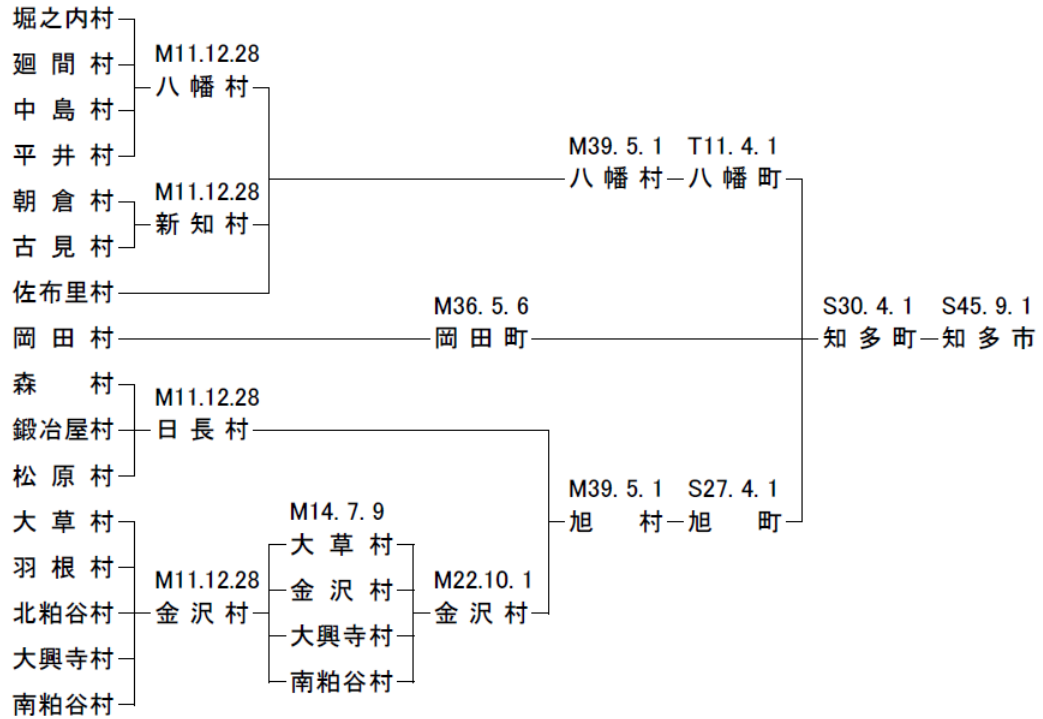 堀之内村
廻間村
中島村
平井村
朝倉村
古見村
佐布里村
岡田村
森村
鍛冶屋村
松原村
大草村
羽根村
北粕谷村
大興寺村
南粕谷村
M11.12.28
八幡村
M11.12.28
新知村
M11.12.28
日長村
M11.12.28
金沢村
M14. 7. 9
大草村
金沢村
大興寺村
南粕谷村
M36. 5. 6
岡田町
M22.10. 1
金沢村
M39. 5. 1
八幡村
T11. 4. 1
八幡町
M39. 5. 1
旭村
S27. 4. 1
旭町
S30. 4. 1
知多町
S45. 9. 1
知多市